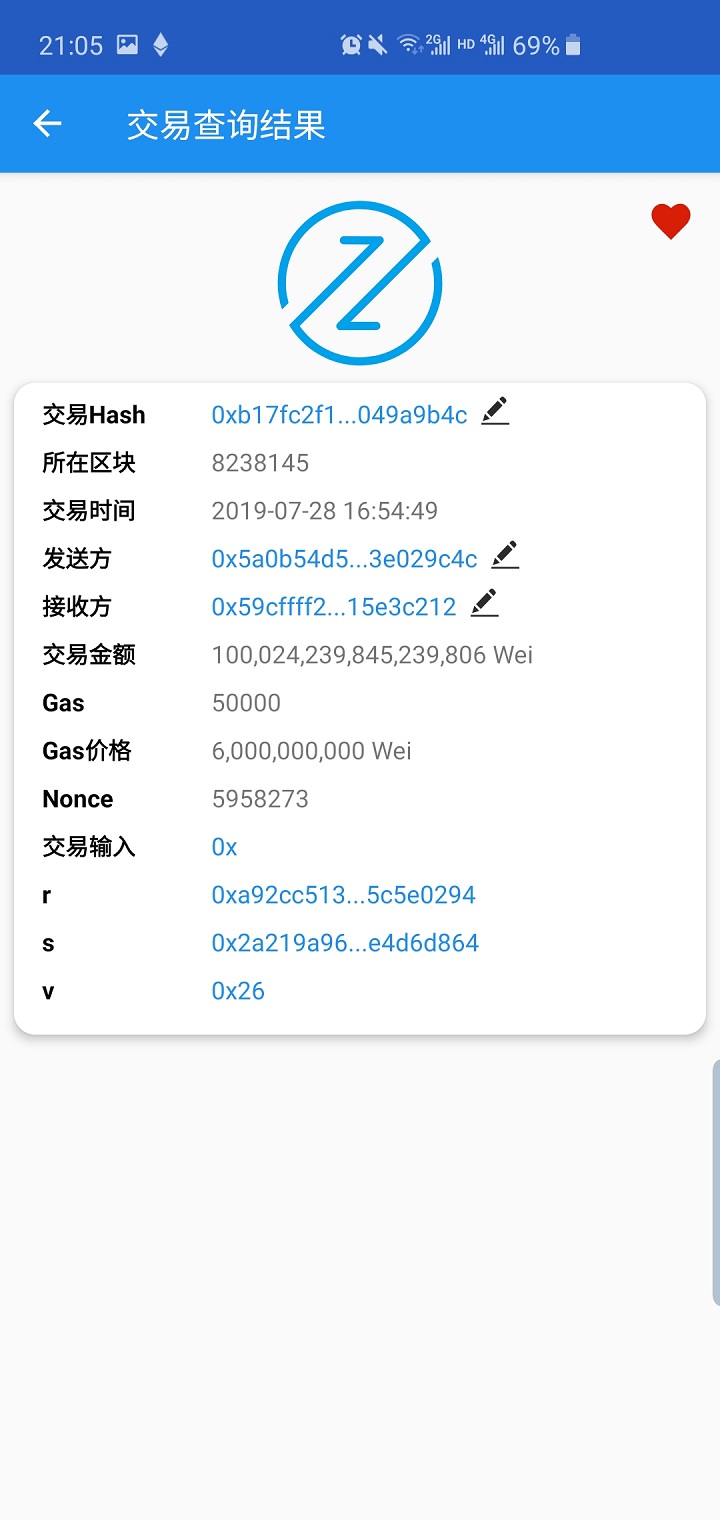 21:05 2G HD 4G 69%
交易查询结果
交易Hash 0xb17fc2f1...049a9b4c
所在区块 8238145
交易时间 2019-07-28 16:54:49
发送方 0x5a0b54d5...3e029c4c
接收方 0x59cffff2...15e3c212
交易金额 100,024,239,845,239,806 Wei
Gas 50000
Gas价格 6,000,000,000 Wei
Nonce 5958273
交易输入 0x
r 0xa92cc513...5c5e0294
s 0x2a219a96...e4d6d864
v 0x26